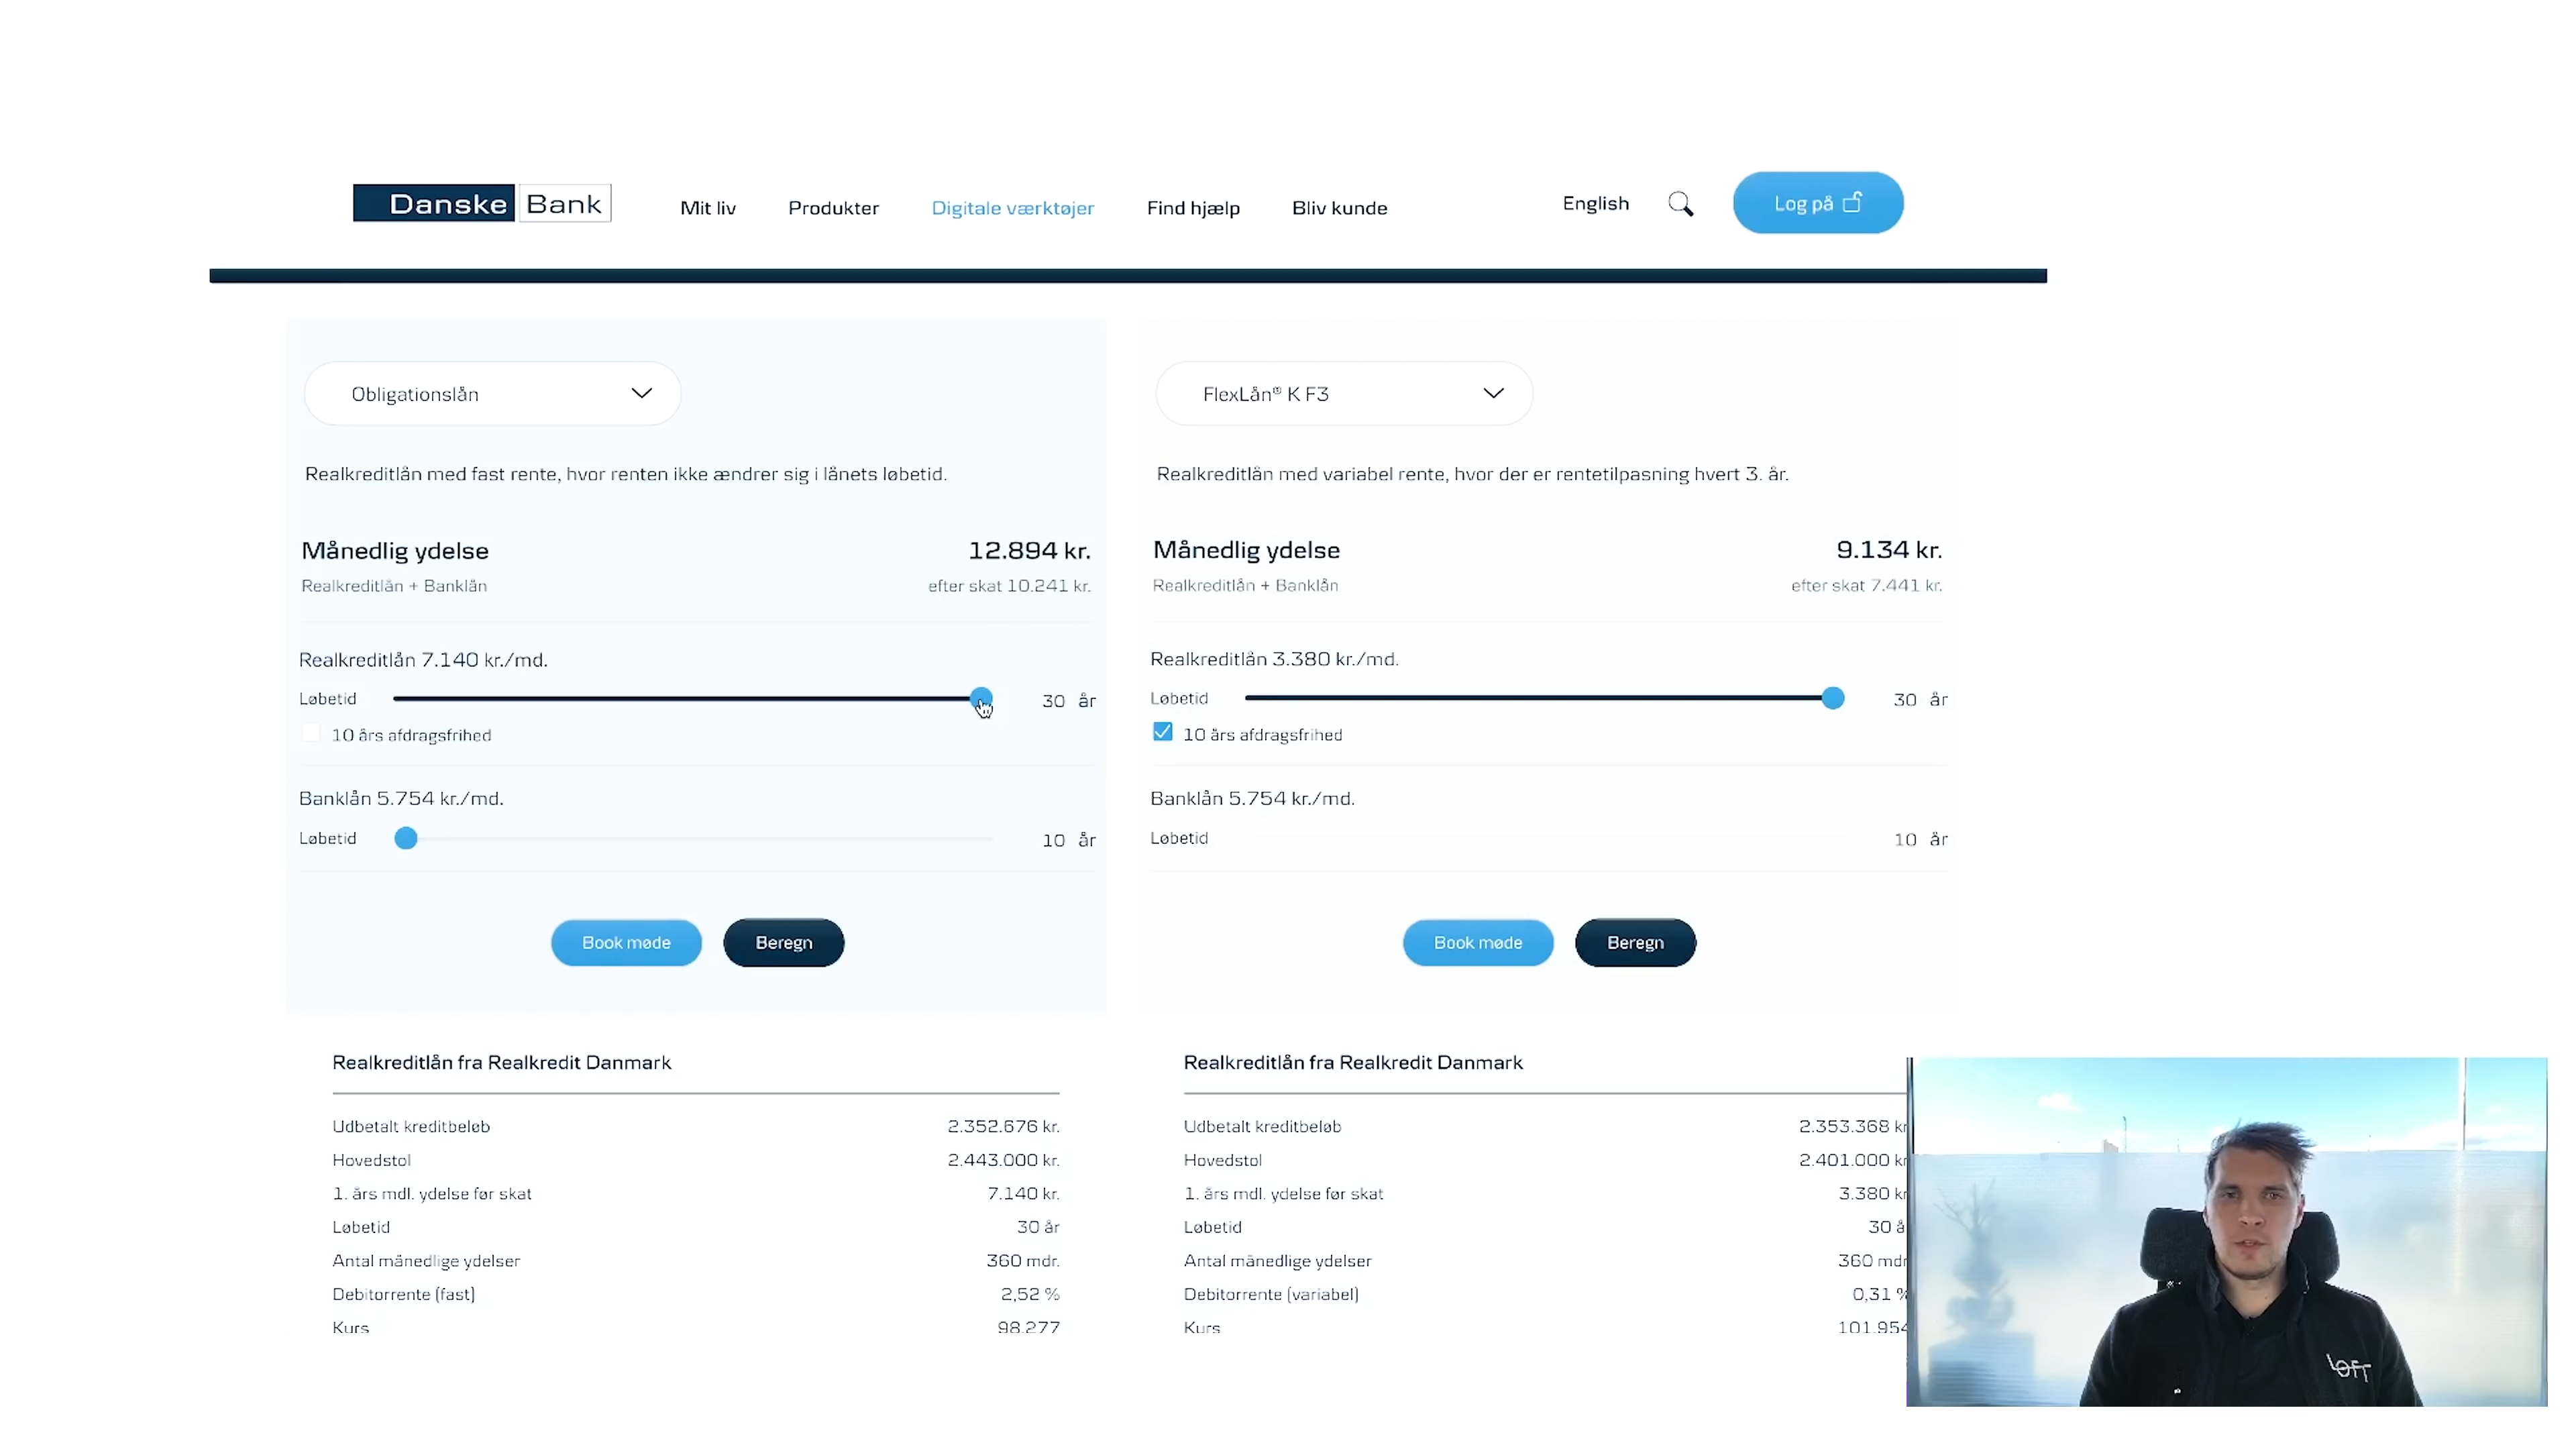 Danske Bank
Mit liv
Produkter
Digitale værktøjer
Find hjælp
Bliv kunde
English
Log på
Obligationslån
Realkreditlån med fast rente, hvor renten ikke ændrer sig i lånets løbetid.
Månedlig ydelse 12.894 kr.
Realkreditlån + Banklån efter skat 10.241 kr.
Realkreditlån 7.140 kr./md.
Løbetid 30 år
10 års afdragsfrihed
Banklån 5.754 kr./md.
Løbetid 10 år
Book møde
Beregn
FlexLån® K F3
Realkreditlån med variabel rente, hvor der er rentetilpasning hvert 3. år.
Månedlig ydelse 9.134 kr.
Realkreditlån + Banklån efter skat 7.441 kr.
Realkreditlån 3.380 kr./md.
Løbetid 30 år
10 års afdragsfrihed
Banklån 5.754 kr./md.
Løbetid 10 år
Book møde
Beregn
Realkreditlån fra Realkredit Danmark
Udbetalt kreditbeløb 2.352.676 kr.
Hovedstol 2.443.000 kr.
1. års mdl. ydelse før skat 7.140 kr.
Løbetid 30 år
Antal månedlige ydelser 360 mdr.
Debitorrente (fast) 2,52 %
Kurs 98.277
Realkreditlån fra Realkredit Danmark
Udbetalt kreditbeløb 2.353.368 kr
Hovedstol 2.401.000 kr
1. års mdl. ydelse før skat 3.380 kr
Løbetid 30 å
Antal månedlige ydelser 360 mdr
Debitorrente (variabel) 0,31 %
Kurs 101.954
LOFT